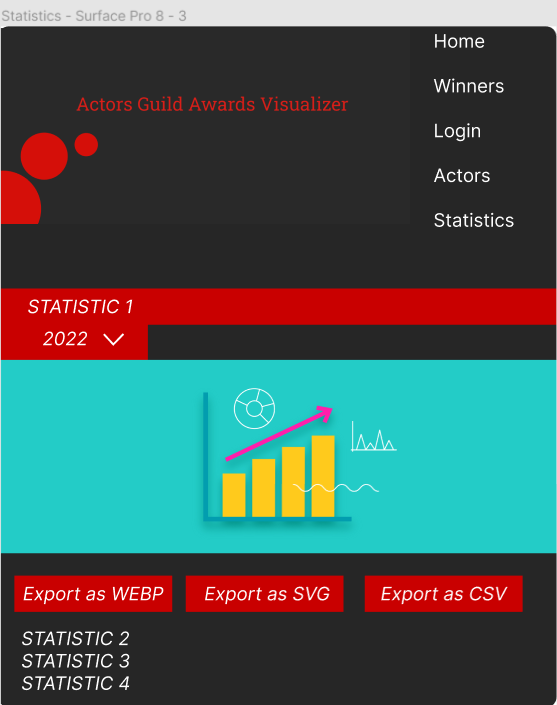 Statistics - Surface Pro 8 - 3
Home
Actors Guild Awards Visualizer
Winners
Login
Actors
Statistics
STATISTIC 1
2022
Export as WEBP
Export as SVG
Export as CSV
STATISTIC 2
STATISTIC 3
STATISTIC 4